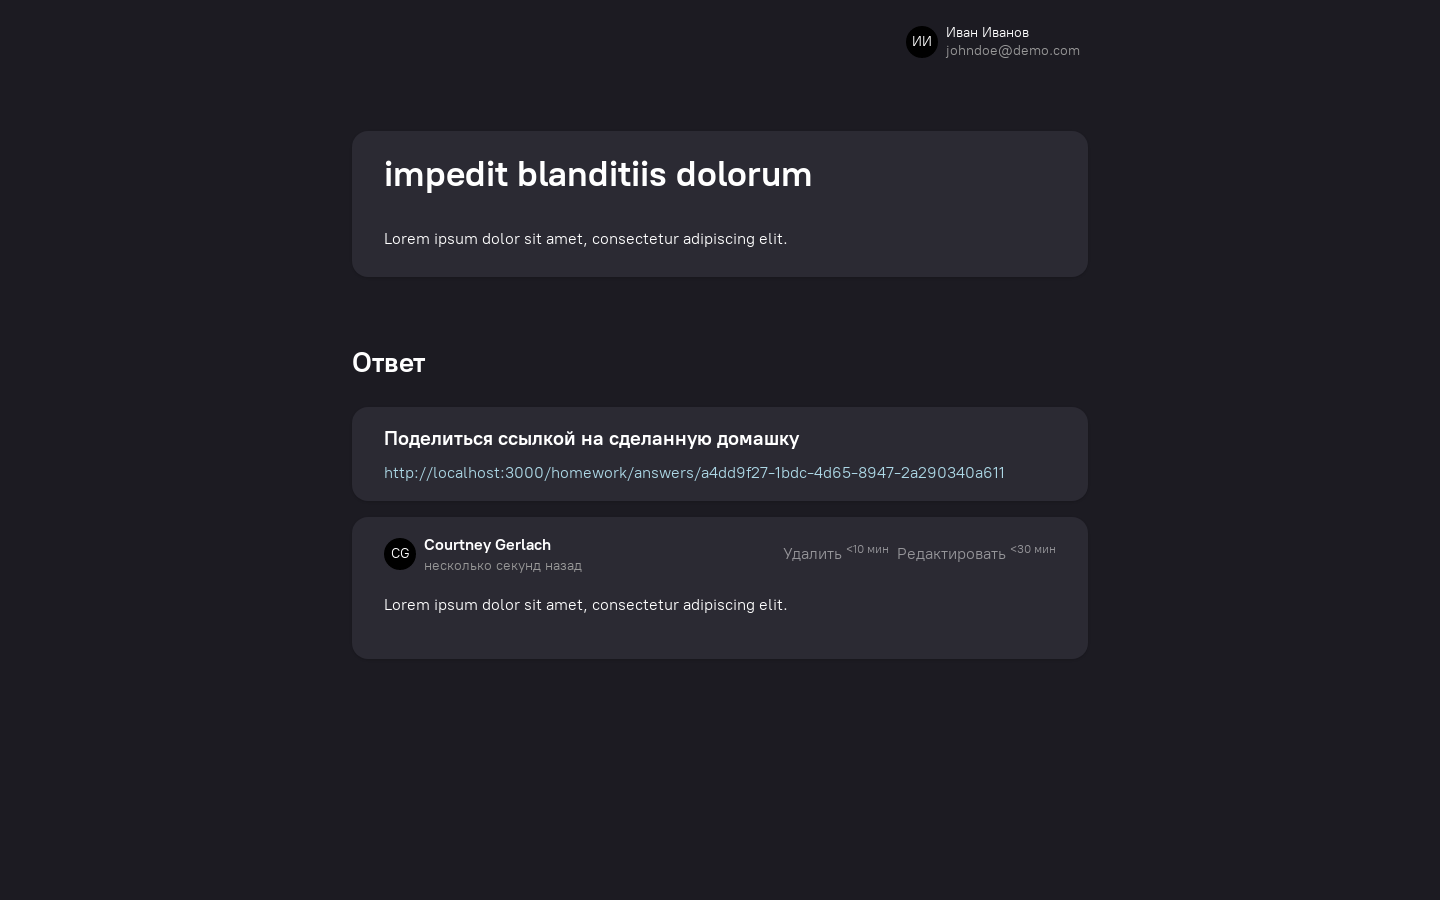 ИИ
Иван Иванов
johndoe@demo.com
impedit blanditiis dolorum
Lorem ipsum dolor sit amet, consectetur adipiscing elit.
Ответ
Поделиться ссылкой на сделанную домашку
http://localhost:3000/homework/answers/a4dd9f27-1bdc-4d65-8947-2a290340a611
CG
Courtney Gerlach
несколько секунд назад
Удалить <10 мин Редактировать <30 мин
Lorem ipsum dolor sit amet, consectetur adipiscing elit.